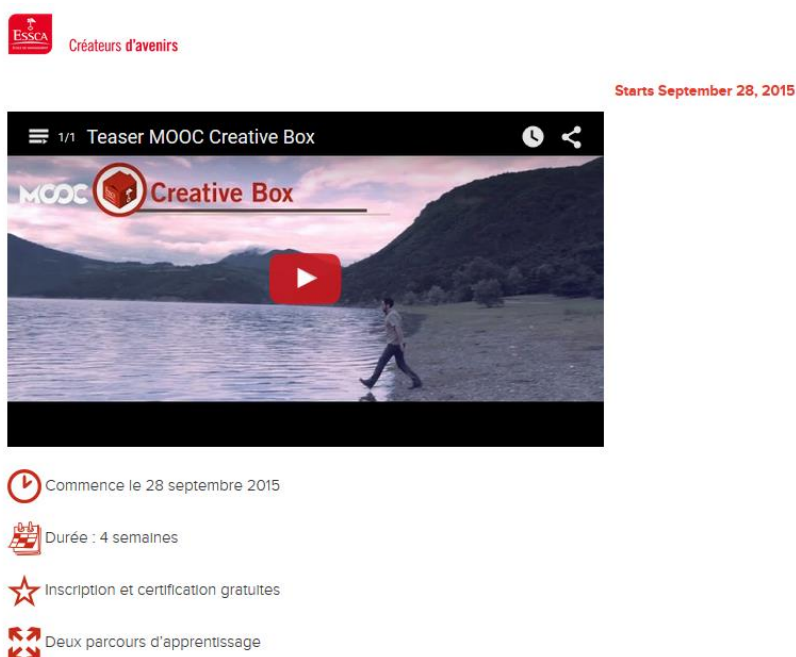 ESSCA
Créateurs d'avenirs
Starts September 28, 2015
1/1 Teaser MOOC Creative Box
MOOC Creative Box
Commence le 28 septembre 2015
Durée : 4 semaines
Inscription et certification gratuites
Deux parcours d'apprentissage